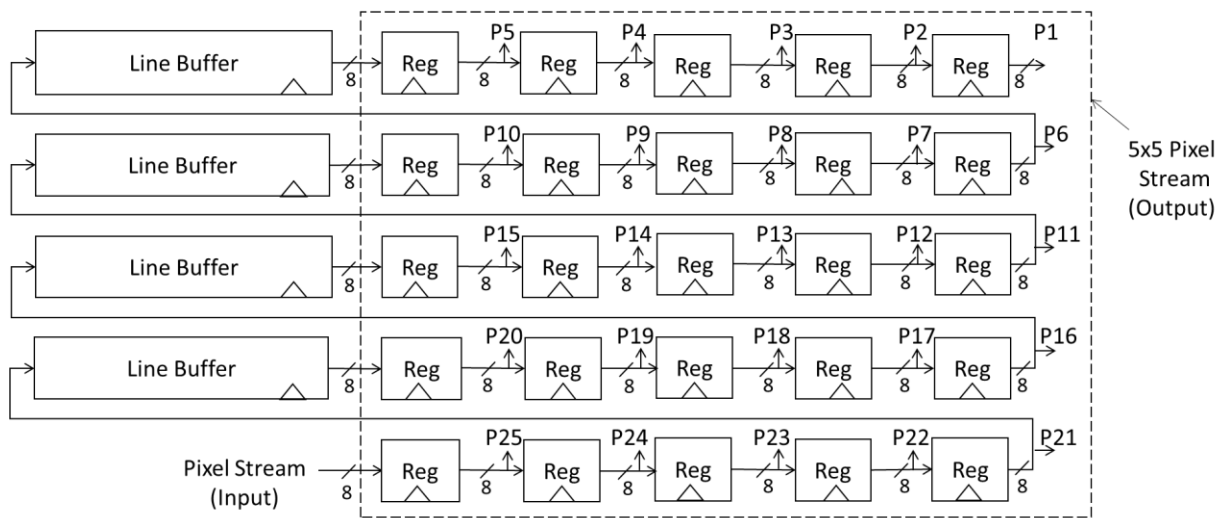 P5 P4 P3 P2 P1
Line Buffer Reg Reg Reg Reg Reg
8 8 8 8 8 8
P10 P9 P8 P7 P6
Line Buffer Reg Reg Reg Reg Reg
8 8 8 8 8 8
5x5 Pixel
Stream
(Output)
P15 P14 P13 P12 P11
Line Buffer Reg Reg Reg Reg Reg
8 8 8 8 8 8
P20 P19 P18 P17 P16
Line Buffer Reg Reg Reg Reg Reg
8 8 8 8 8 8
P25 P24 P23 P22 P21
Pixel Stream
(Input)
Reg Reg Reg Reg Reg
8 8 8 8 8 8